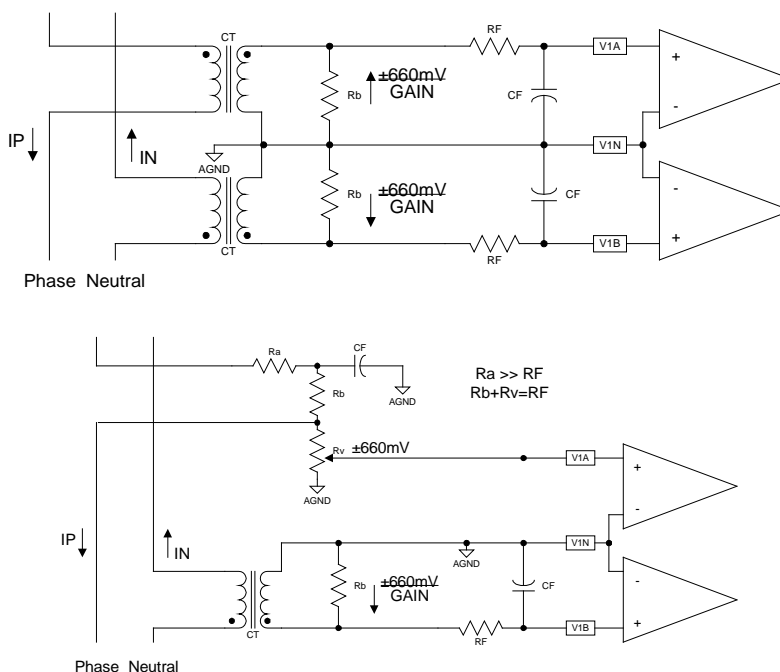 CT
RF
V1A
+
±660mV
GAIN
Rb
CF
-
IP
IN
AGND
V1N
Rb
±660mV
GAIN
CF
-
+
RF
V1B
CT
Phase Neutral
Ra
CF
AGND
Ra >> RF
Rb+Rv=RF
Rb
Rv ±660mV
V1A
+
AGND
-
IP
IN
V1N
AGND
Rb
±660mV
GAIN
CF
-
+
CT
RF
V1B
Phase Neutral